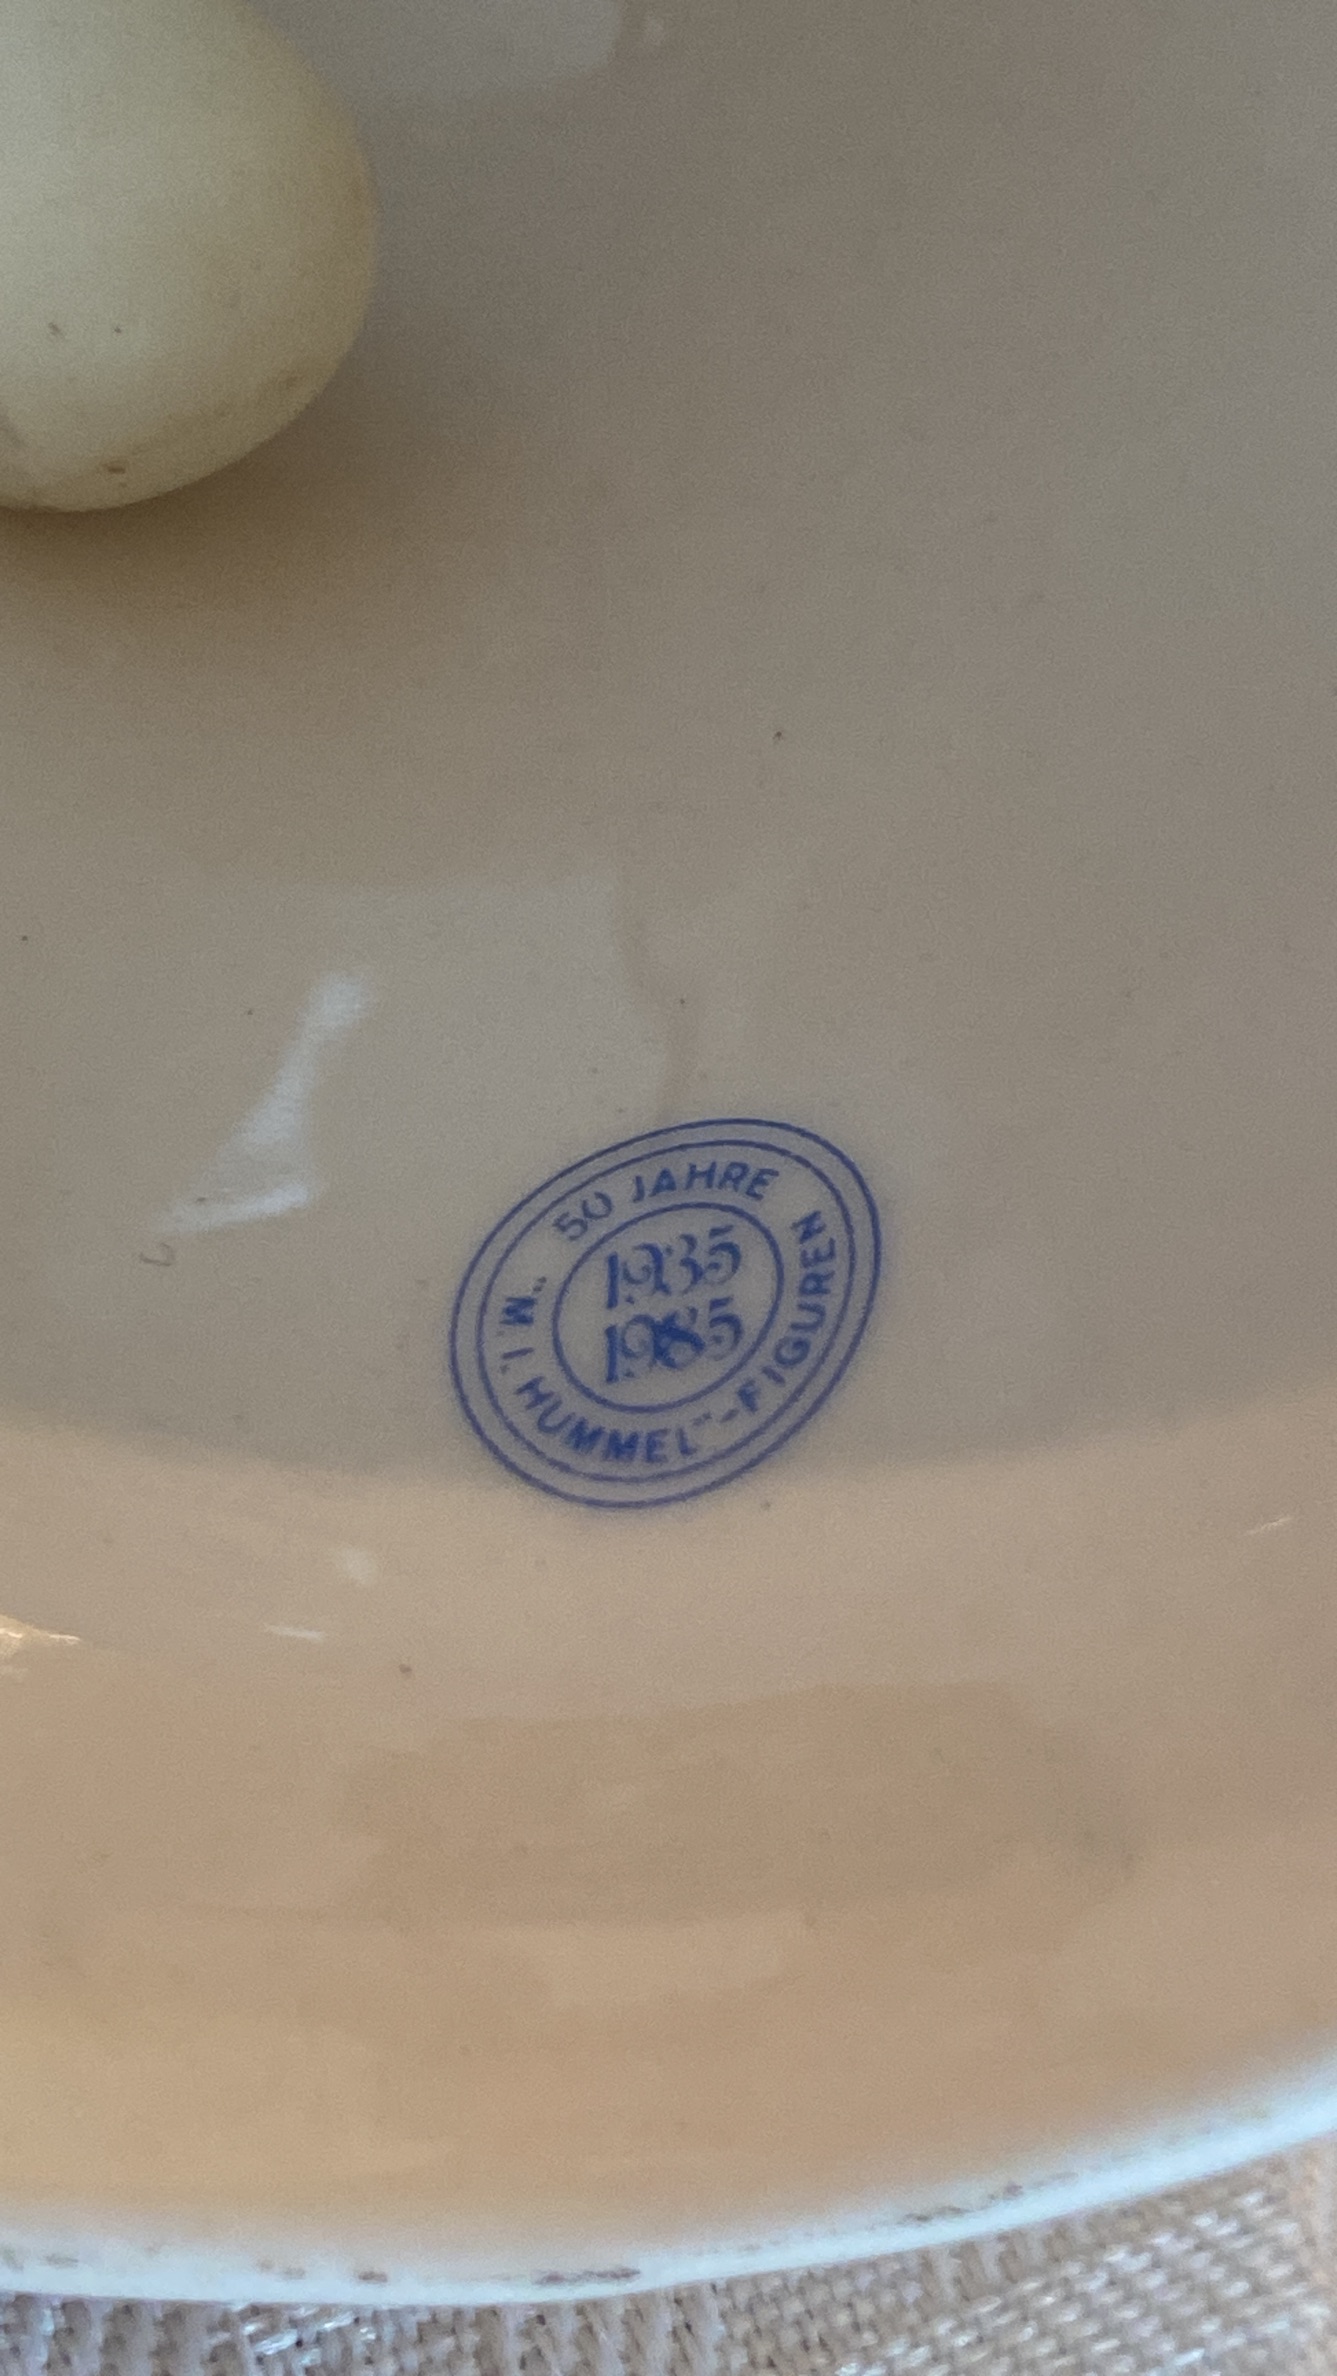 50 JAHRE
1935
1985
"M. I. HUMMEL"-FIGUREN